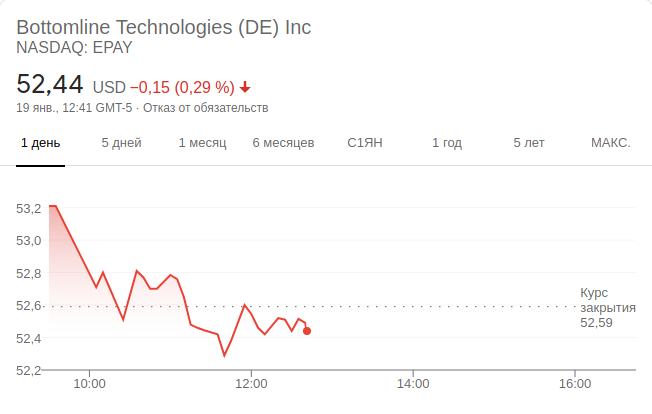 Bottomline Technologies (DE) Inc
NASDAQ: EPAY
52,44 USD −0,15 (0,29 %)
19 янв., 12:41 GMT-5 · Отказ от обязательств
1 день 5 дней 1 месяц 6 месяцев С1ЯН 1 год 5 лет МАКС.
53,2
53,0
52,8
52,6
52,4
52,2
Курс
закрытия
52,59
10:00 12:00 14:00 16:00